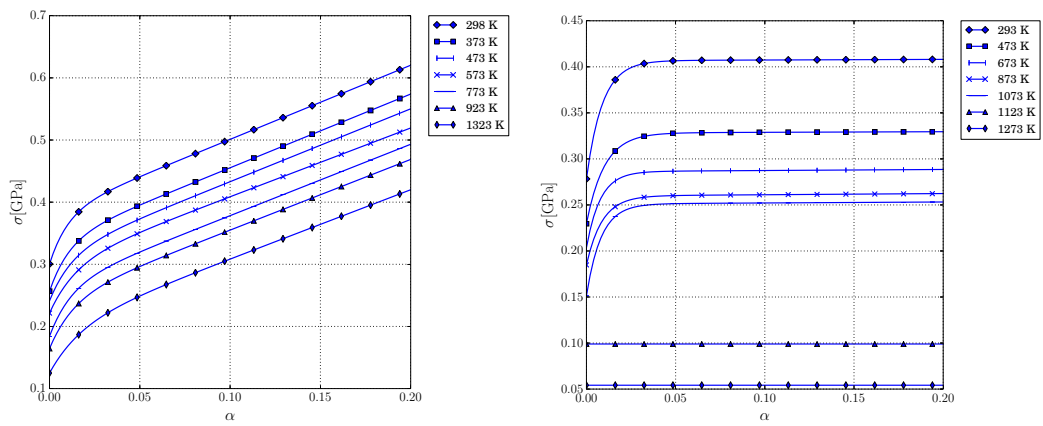 0.7
0.6
0.5
0.4
0.3
0.2
0.1
σ[GPa]
0.00
0.05
0.10
0.15
0.20
α
298 K
373 K
473 K
573 K
773 K
923 K
1323 K
0.45
0.40
0.35
0.30
0.25
0.20
0.15
0.10
0.05
σ[GPa]
0.00
0.05
0.10
0.15
0.20
α
293 K
473 K
673 K
873 K
1073 K
1123 K
1273 K